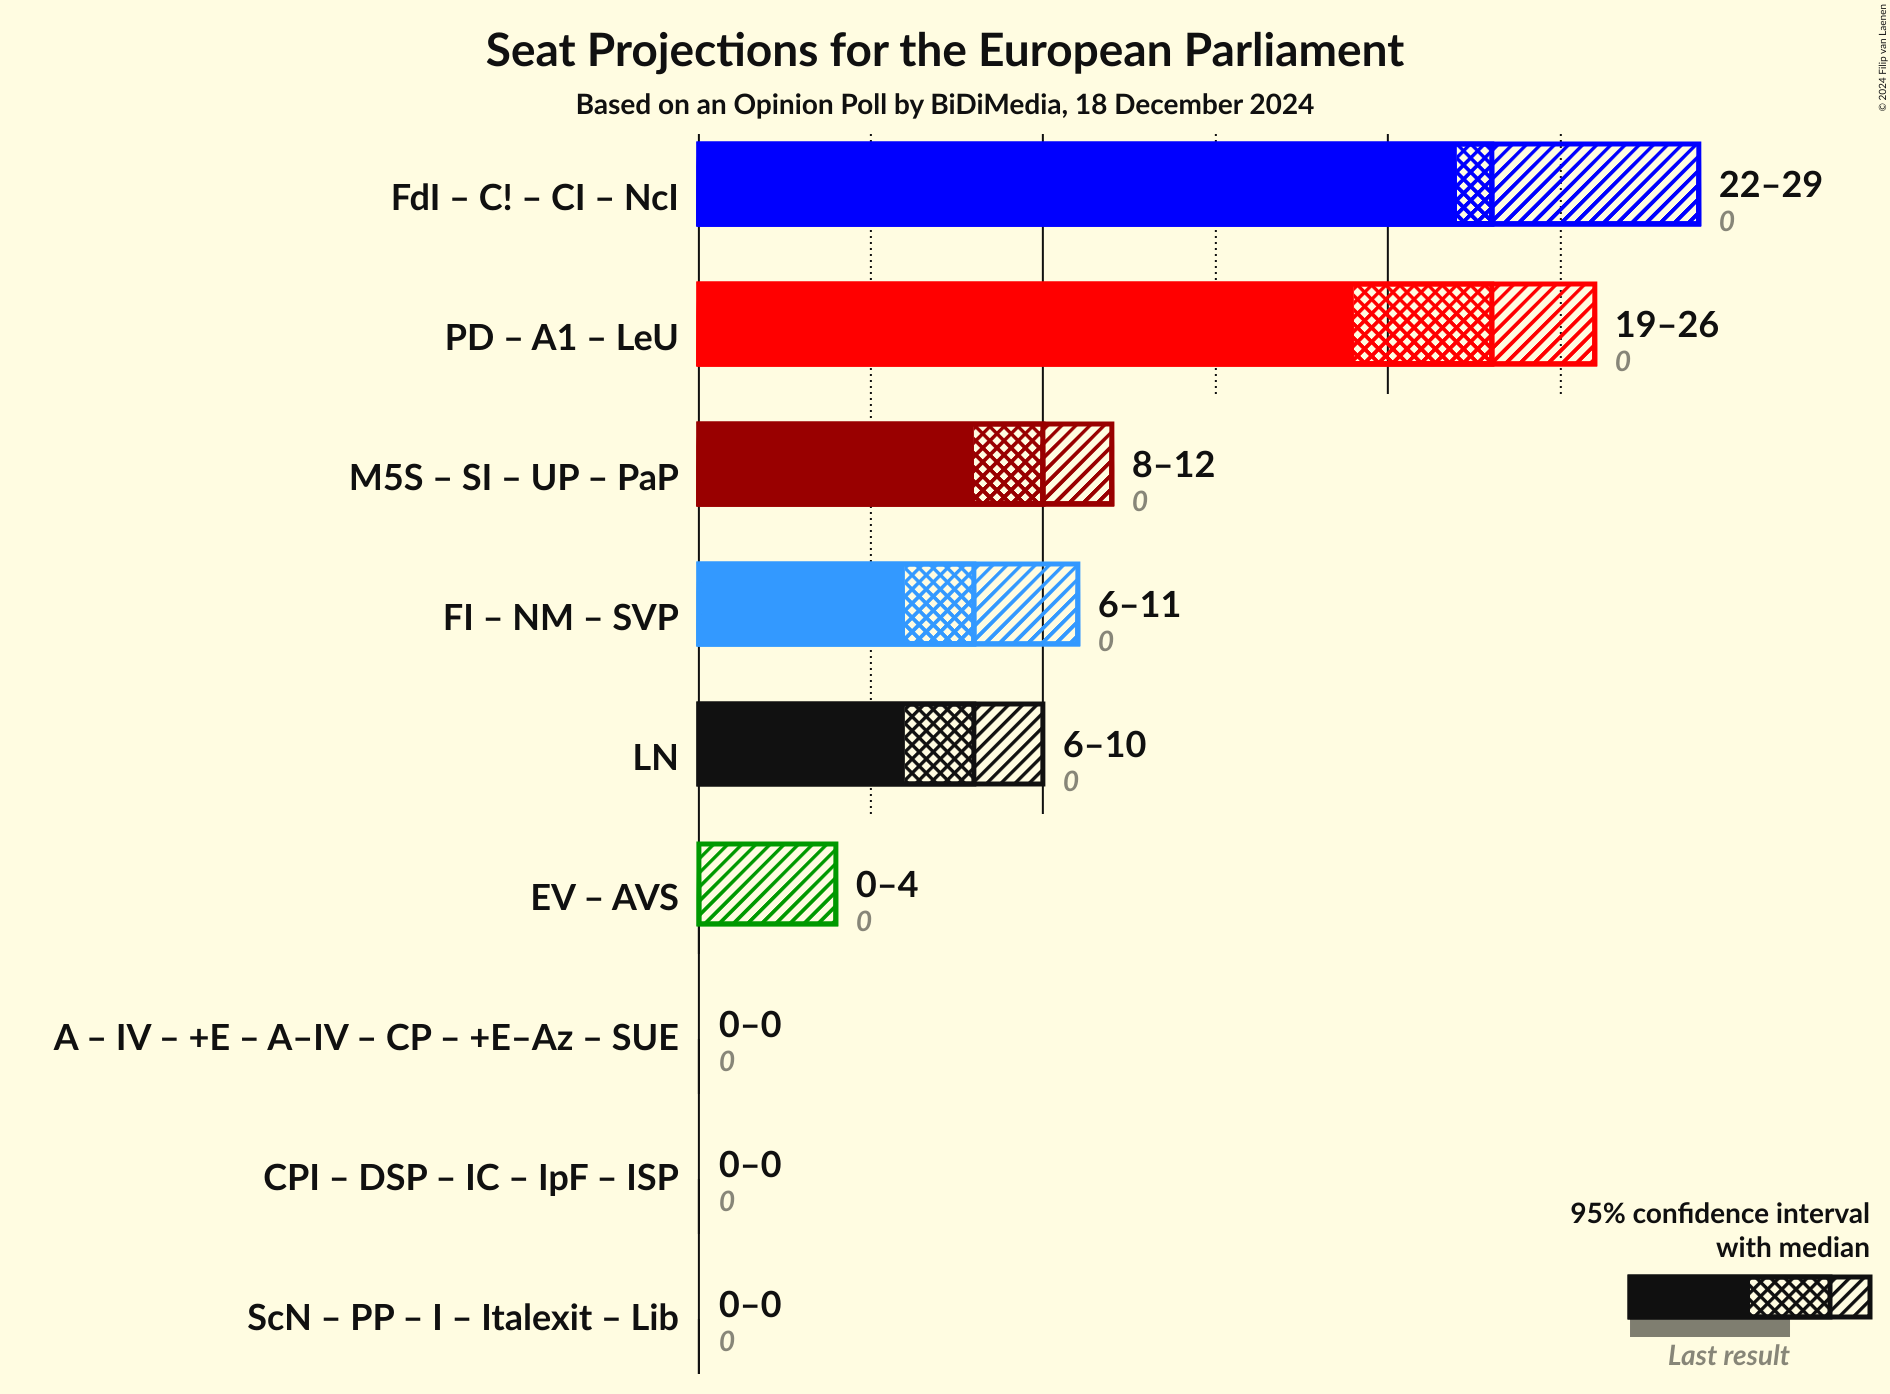 Seat Projections for the European Parliament
Based on an Opinion Poll by BiDiMedia, 18 December 2024
© 2024 Filip van Laenen
FdI – C! – CI – NcI
22–29
0
PD – A1 – LeU
19–26
0
M5S – SI – UP – PaP
8–12
0
FI – NM – SVP
6–11
0
LN
6–10
0
EV – AVS
0–4
0
A – IV – +E – A–IV – CP – +E–Az – SUE
0–0
0
CPI – DSP – IC – IpF – ISP
0–0
0
ScN – PP – I – Italexit – Lib
0–0
0
95% confidence interval
with median
Last result